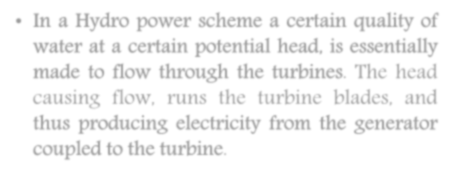 • In a Hydro power scheme a certain quality of
water at a certain potential head, is essentially
made to flow through the turbines. The head
causing flow, runs the turbine blades, and
thus producing electricity from the generator
coupled to the turbine.